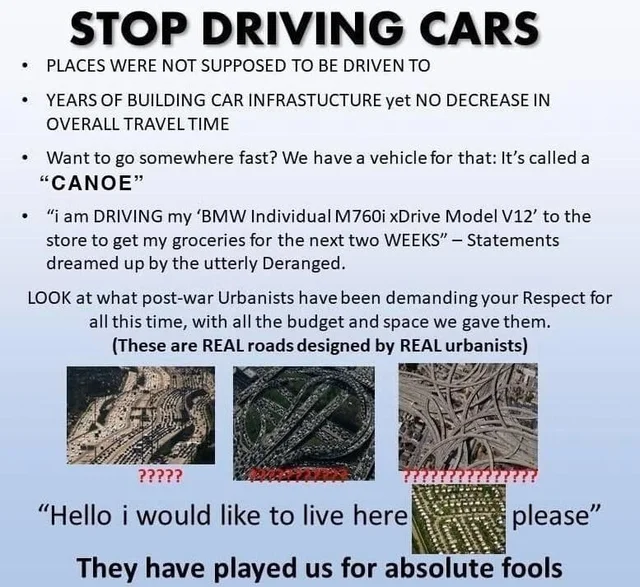 STOP DRIVING CARS
• PLACES WERE NOT SUPPOSED TO BE DRIVEN TO
• YEARS OF BUILDING CAR INFRASTUCTURE yet NO DECREASE IN
OVERALL TRAVEL TIME
• Want to go somewhere fast? We have a vehicle for that: It's called a
“CANOE”
• “i am DRIVING my ‘BMW Individual M760i xDrive Model V12’ to the
store to get my groceries for the next two WEEKS” – Statements
dreamed up by the utterly Deranged.
LOOK at what post-war Urbanists have been demanding your Respect for
all this time, with all the budget and space we gave them.
(These are REAL roads designed by REAL urbanists)
????? ??????????? ???????????????
“Hello i would like to live here please”
They have played us for absolute fools